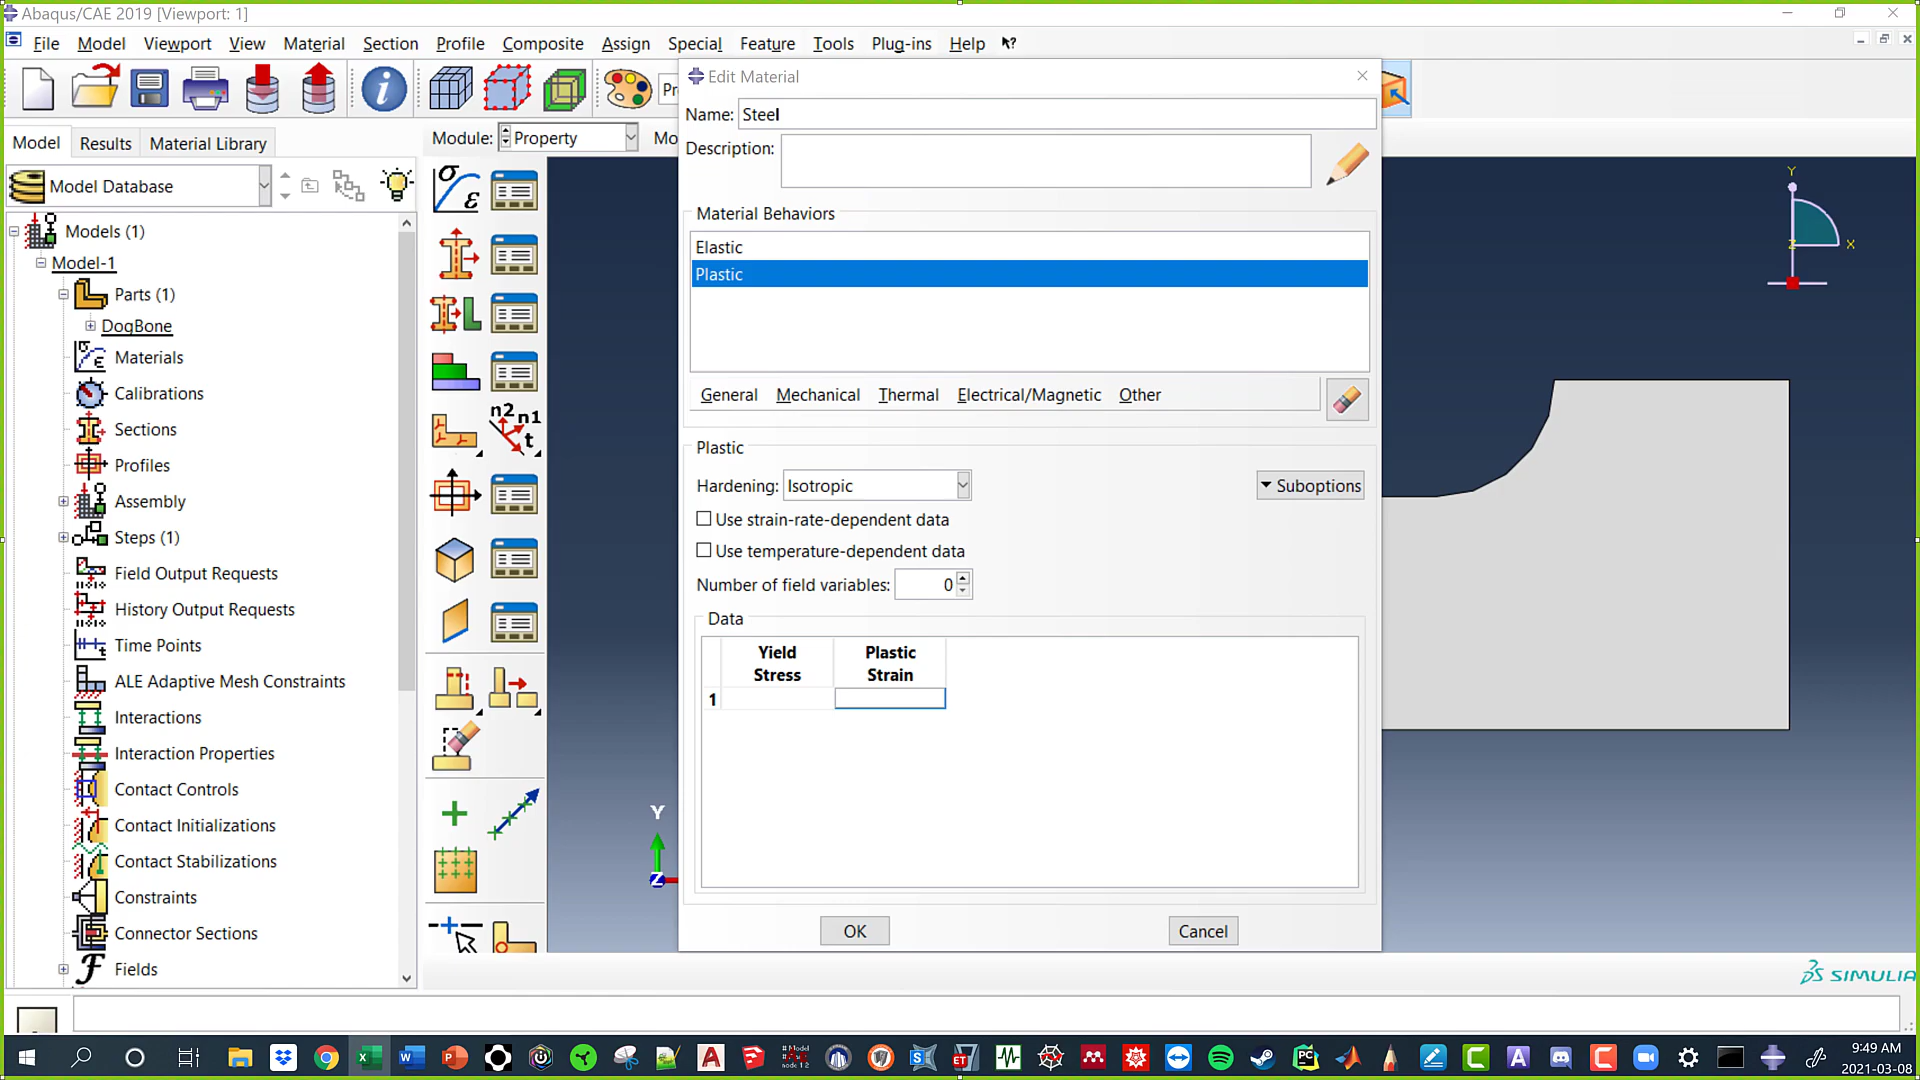 Abaqus/CAE 2019 [Viewport: 1]
File Model Viewport View Material Section Profile Composite Assign Special Feature Tools Plug-ins Help
Edit Material
Name: Steel
Description:
Model Results Material Library
Module: Property
Model Database
Models (1)
Model-1
Parts (1)
DogBone
Materials
Calibrations
Sections
Profiles
Assembly
Steps (1)
Field Output Requests
History Output Requests
Time Points
ALE Adaptive Mesh Constraints
Interactions
Interaction Properties
Contact Controls
Contact Initializations
Contact Stabilizations
Constraints
Connector Sections
Fields
n2 n1
t
Material Behaviors
Elastic
Plastic
General Mechanical Thermal Electrical/Magnetic Other
Plastic
Hardening: Isotropic
Suboptions
Use strain-rate-dependent data
Use temperature-dependent data
Number of field variables: 0
Data
Yield Stress
Plastic Strain
1
OK Cancel
Y
Z
X
Y
Z
SIMULIA
9:49 AM
2021-03-08